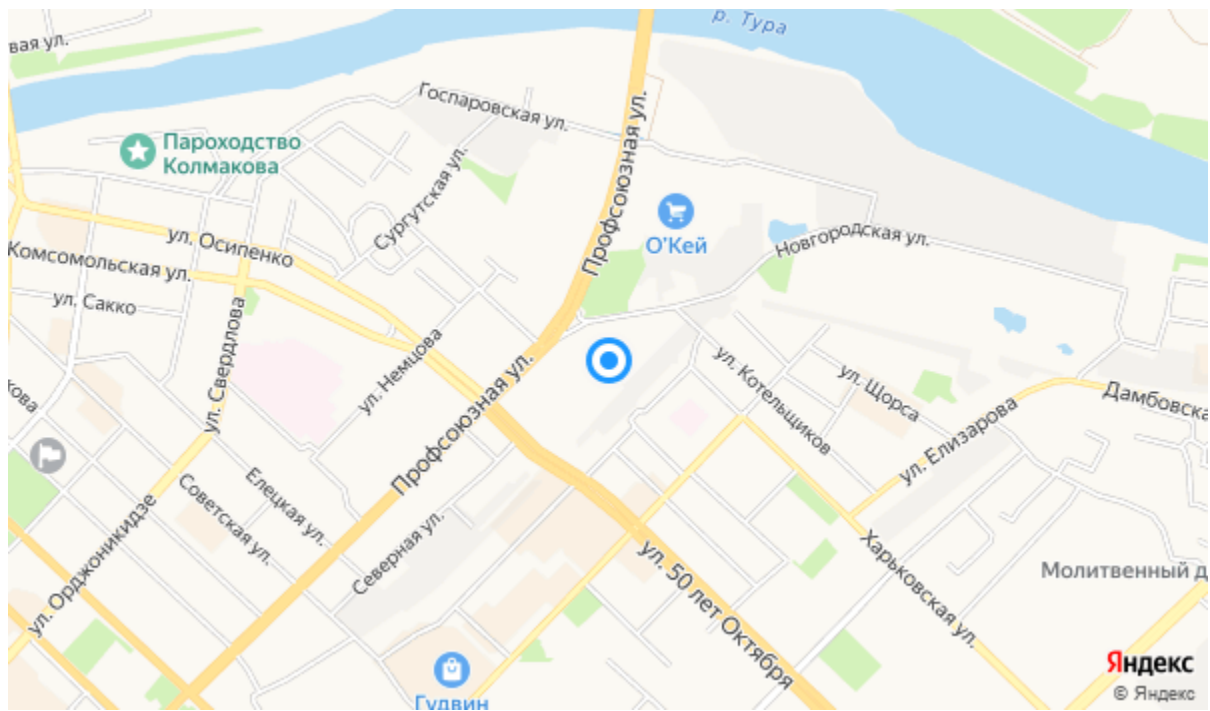 р. Тура
вая ул.
Госпаровская ул.
Пароходство
Колмакова
Профсоюзная ул.
Сургутская ул.
О'Кей
ул. Осипенко
Новгородская ул.
Комсомольская ул.
ул. Сакко
ул. Свердлова
ул. Немцова
ул. Котельщиков
ул. Щорса
Дамбовска
кова
Профсоюзная ул.
ул. Елизарова
Советская ул.
Елецкая ул.
Северная ул.
ул. Орджоникидзе
ул. 50 лет Октября
Харьковская ул.
Молитвенный д
Гудвин
Яндекс
© Яндекс